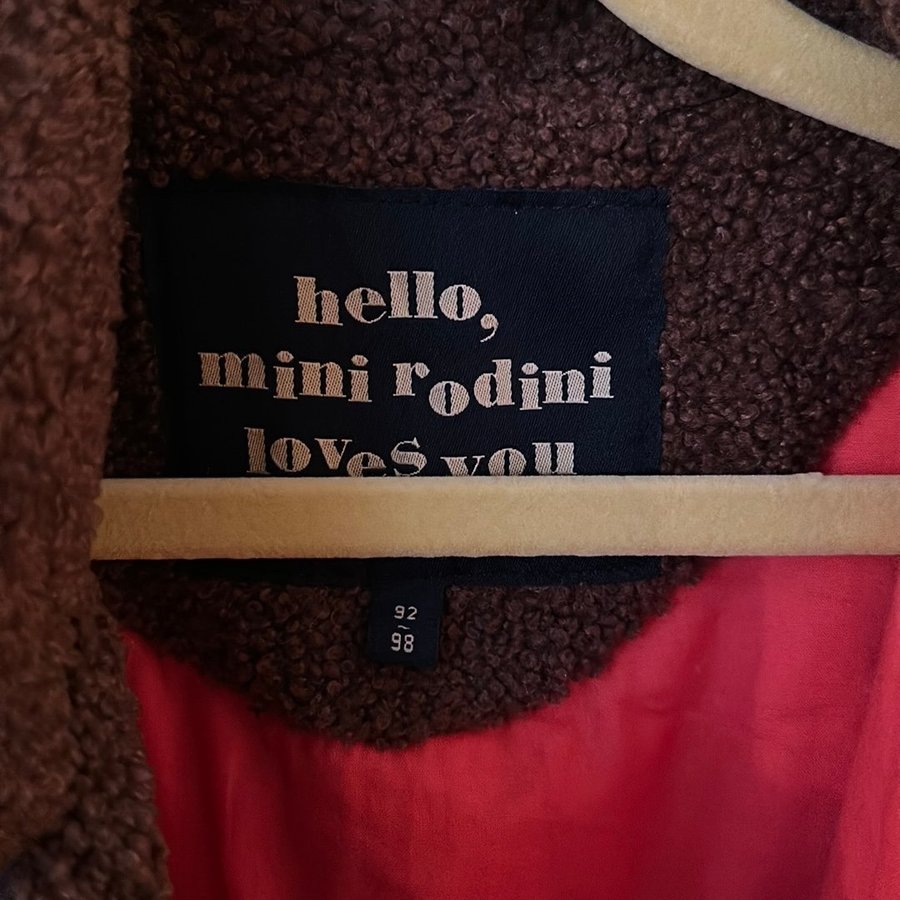 hello,
mini rodini
loves you
92
~
98